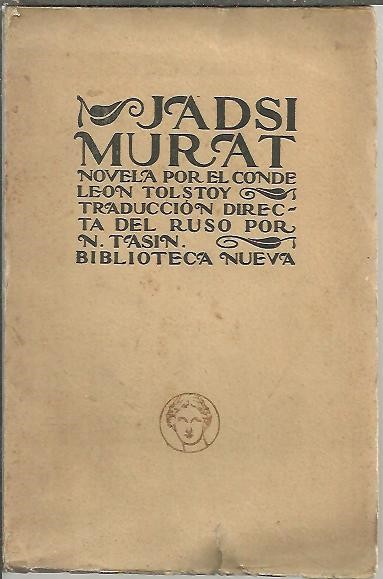 JADSI
MURAT
NOVELA POR EL CONDE
LEON TOLSTOY
TRADUCCIÓN DIREC-
TA DEL RUSO POR
N. TASIN.
BIBLIOTECA NUEVA